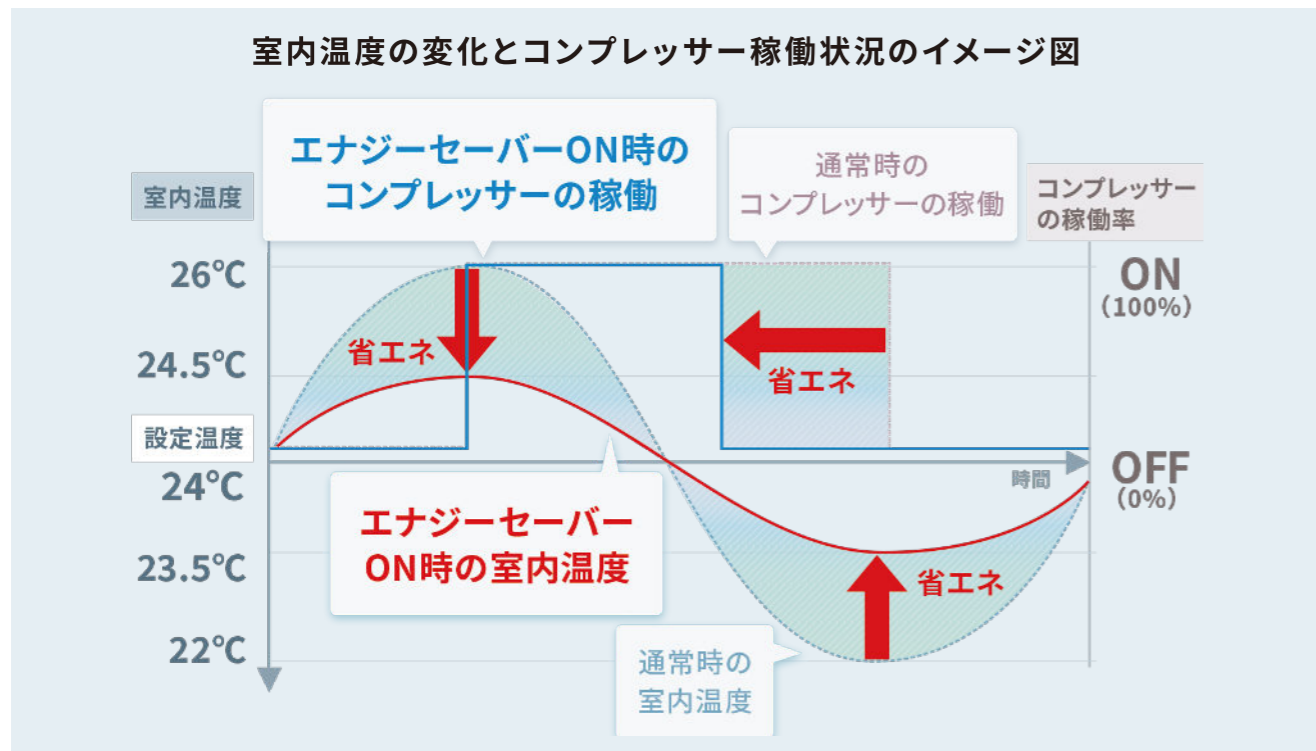 室内温度の変化とコンプレッサー稼働状況のイメージ図
エナジーセーバーON時の
コンプレッサーの稼働
通常時の
コンプレッサーの稼働
室内温度
コンプレッサー
の稼働率
26℃
ON
(100%)
24.5℃
省エネ
省エネ
設定温度
24℃
時間
OFF
(0%)
エナジーセーバー
ON時の室内温度
23.5℃
省エネ
22℃
通常時の
室内温度